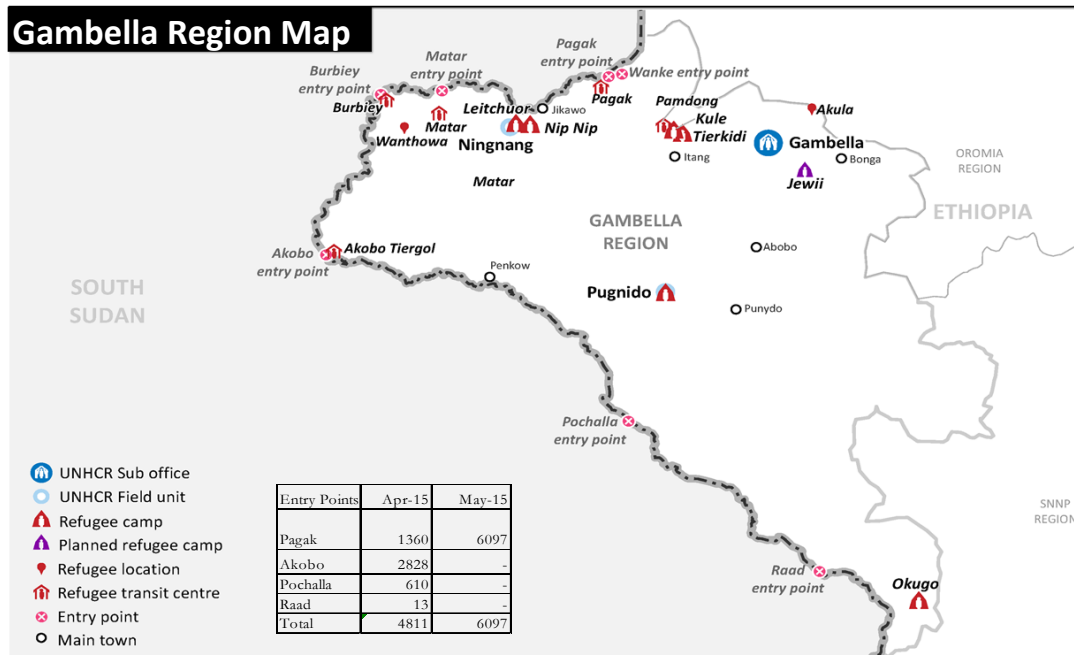 Gambella Region Map
Pagak
entry point
Matar
entry point
Burbiey
entry point
Wanke entry point
Burbiey
Leitchuor
Jikawo
Pagak
Pamdong
Akula
Matar
Nip Nip
Kule
Wanthowa
Ningnang
Tierkidi
Gambella
Itang
Bonga
OROMIA
REGION
Matar
Jewii
ETHIOPIA
GAMBELLA
REGION
Akobo
entry point
Akobo Tiergol
Abobo
Penkow
SOUTH
SUDAN
Pugnido
Punydo
Pochalla
entry point
UNHCR Sub office
UNHCR Field unit
Refugee camp
Planned refugee camp
Refugee location
Refugee transit centre
Entry point
Main town
Entry Points Apr-15 May-15
Pagak 1360 6097
Akobo 2828 -
Pochalla 610 -
Raad 13 -
Total 4811 6097
SNNP
REGION
Raad
entry point
Okugo